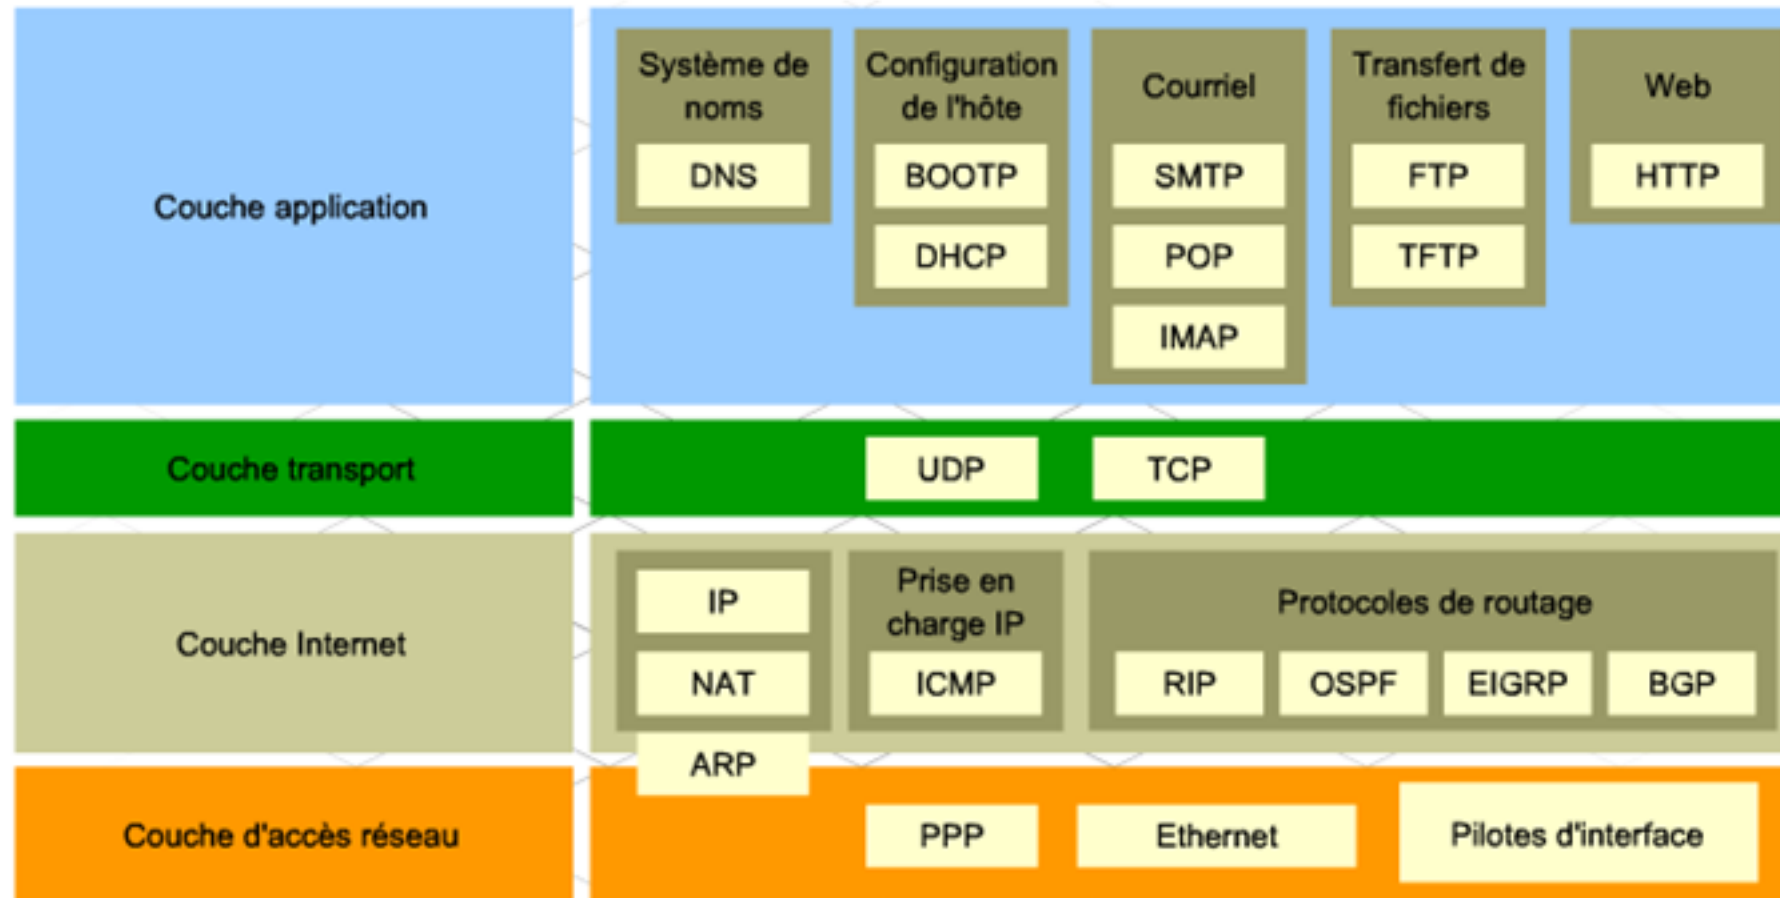 Couche application
Système de
noms
DNS
Configuration
de l'hôte
BOOTP
DHCP
Courriel
SMTP
POP
IMAP
Transfert de
fichiers
FTP
TFTP
Web
HTTP
Couche transport
UDP
TCP
Couche Internet
IP
NAT
ARP
Prise en
charge IP
ICMP
Protocoles de routage
RIP
OSPF
EIGRP
BGP
Couche d'accès réseau
PPP
Ethernet
Pilotes d'interface